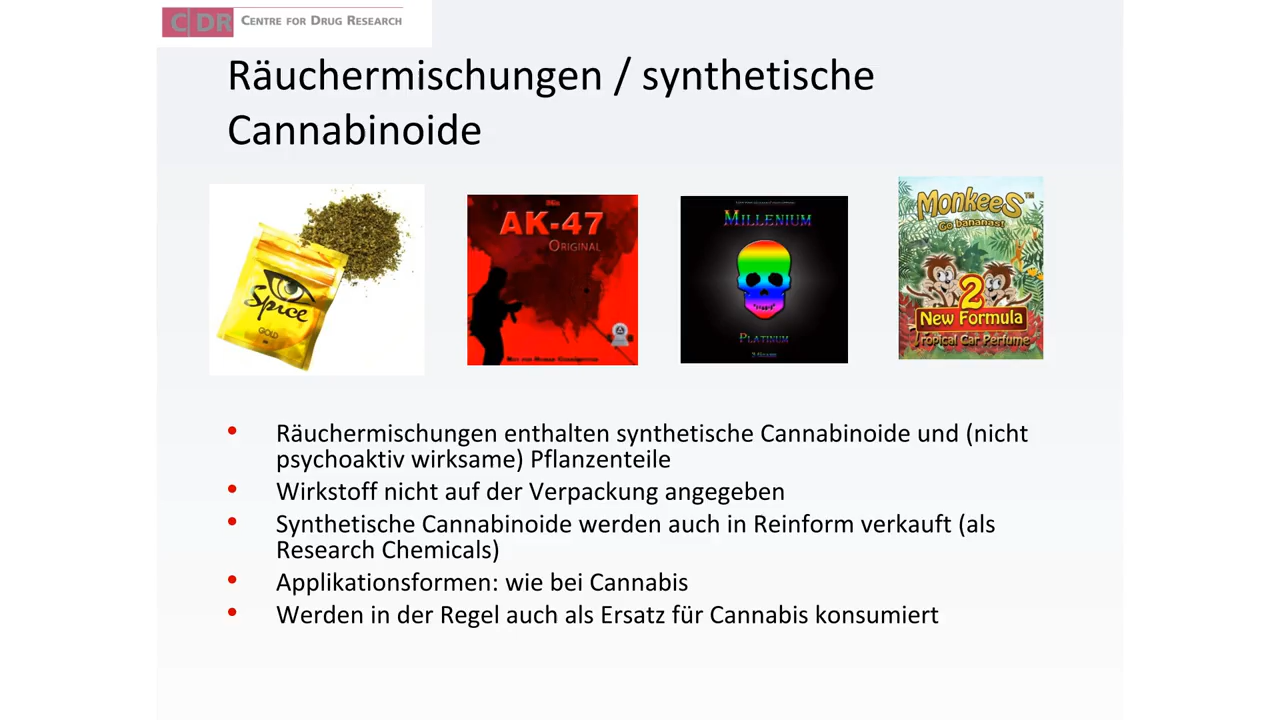 CDR CENTRE FOR DRUG RESEARCH
Räuchermischungen / synthetische
Cannabinoide
Spice
GOLD
AK-47
ORIGINAL
MILLENIUM
PLATINUM
MonkeeS™
Go bananas!
2
New Formula
Tropical Car Perfume
• Räuchermischungen enthalten synthetische Cannabinoide und (nicht
psychoaktiv wirksame) Pflanzenteile
• Wirkstoff nicht auf der Verpackung angegeben
• Synthetische Cannabinoide werden auch in Reinform verkauft (als
Research Chemicals)
• Applikationsformen: wie bei Cannabis
• Werden in der Regel auch als Ersatz für Cannabis konsumiert